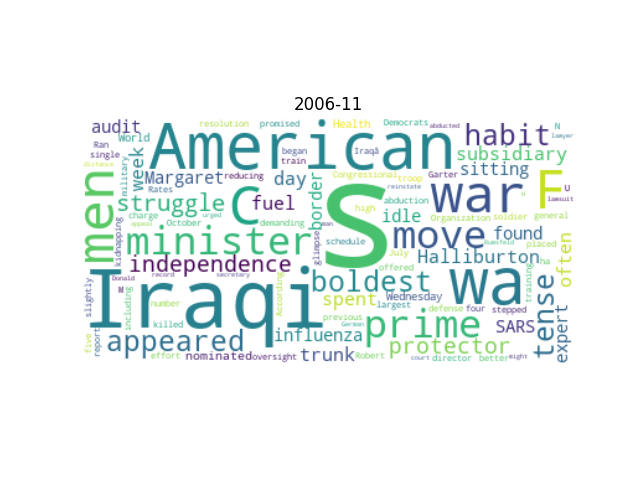 2006-11
audit
World
resolution
promised
Health
Democrats
abducted
N
lawyer
Ran
single
week
American
Iraqâ
began
train
habit
subsidiary
distance
military
Margaret
reducing
day
border
Congressional
troop
Garter
sitting
reinstate
U
lawsuit
men
Rates
struggle
C
fuel
S
high
idle
abduction
war
Organization
soldier
F
general
charge
October
urged
demanding
appeal
minister
glimpse
schedule
July
move
found
placed
Rumsfeld
kidnapping
independence
Halliburton
ha
often
offered
Donald
record
secretary
According
boldest
wa
training
slightly
M
number
including
spent
Wednesday
largest
tense
Iraqi
killed
previous
German
defense
four
stepped
SARS
prime
expert
five
report
appeared
influenza
man
protector
effort
nominated
oversight
trunk
Robert
court
director
better
might